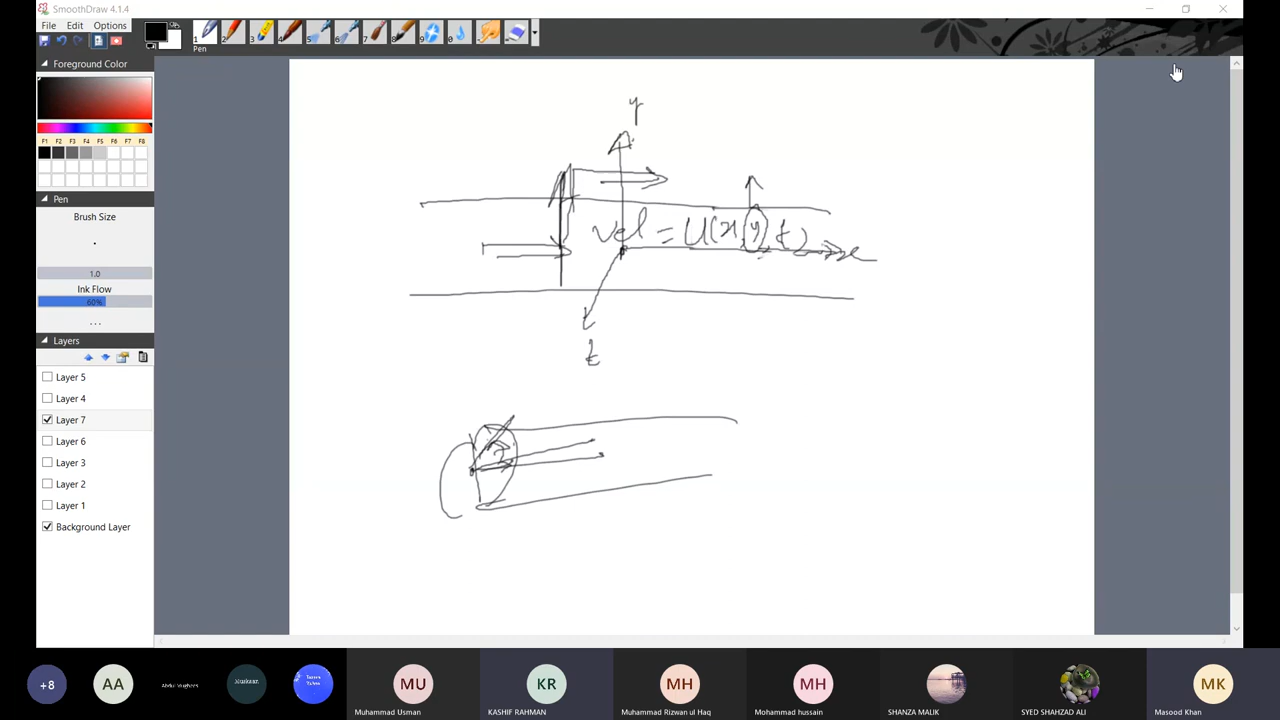 SmoothDraw 4.1.4
File Edit Options
Pen
Foreground Color
F1 F2 F3 F4 F5 F6 F7 F8
Pen
Brush Size
1.0
Ink Flow
60%
...
Layers
Layer 5
Layer 4
Layer 7
Layer 6
Layer 3
Layer 2
Layer 1
Background Layer
y
vel = U(x, y, t)
x
+8
AA
MU
KR
MH
MH
MK
Muhammad Usman
KASHIF RAHMAN
Muhammad Rizwan ul Haq
Mohammad hussain
SHANZA MALIK
SYED SHAHZAD ALI
Masood Khan